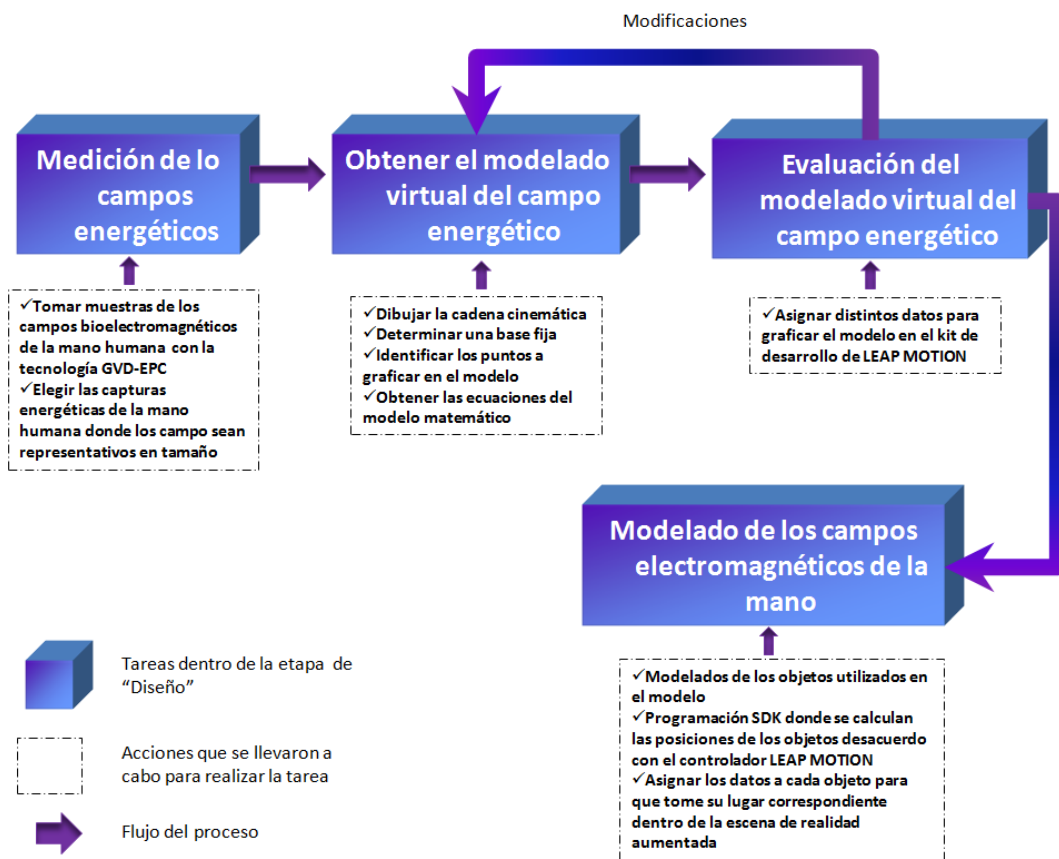 Modificaciones
Medición de lo
campos
energéticos
Obtener el modelado
virtual del campo
energético
Evaluación del
modelado virtual del
campo energético
✓Tomar muestras de los
campos bioelectromagnéticos
de la mano humana con la
tecnología GVD-EPC
✓Elegir las capturas
energéticas de la mano
humana donde los campo sean
representativos en tamaño
✓Dibujar la cadena cinemática
✓Determinar una base fija
✓Identificar los puntos a
graficar en el modelo
✓Obtener las ecuaciones del
modelo matemático
✓Asignar distintos datos para
graficar el modelo en el kit de
desarrollo de LEAP MOTION
Modelado de los campos
electromagnéticos de la
mano
✓Modelados de los objetos utilizados en
el modelo
✓Programación SDK donde se calculan
las posiciones de los objetos desacuerdo
con el controlador LEAP MOTION
✓Asignar los datos a cada objeto para
que tome su lugar correspondiente
dentro de la escena de realidad
aumentada
Tareas dentro de la etapa de
“Diseño”
Acciones que se llevaron a
cabo para realizar la tarea
Flujo del proceso